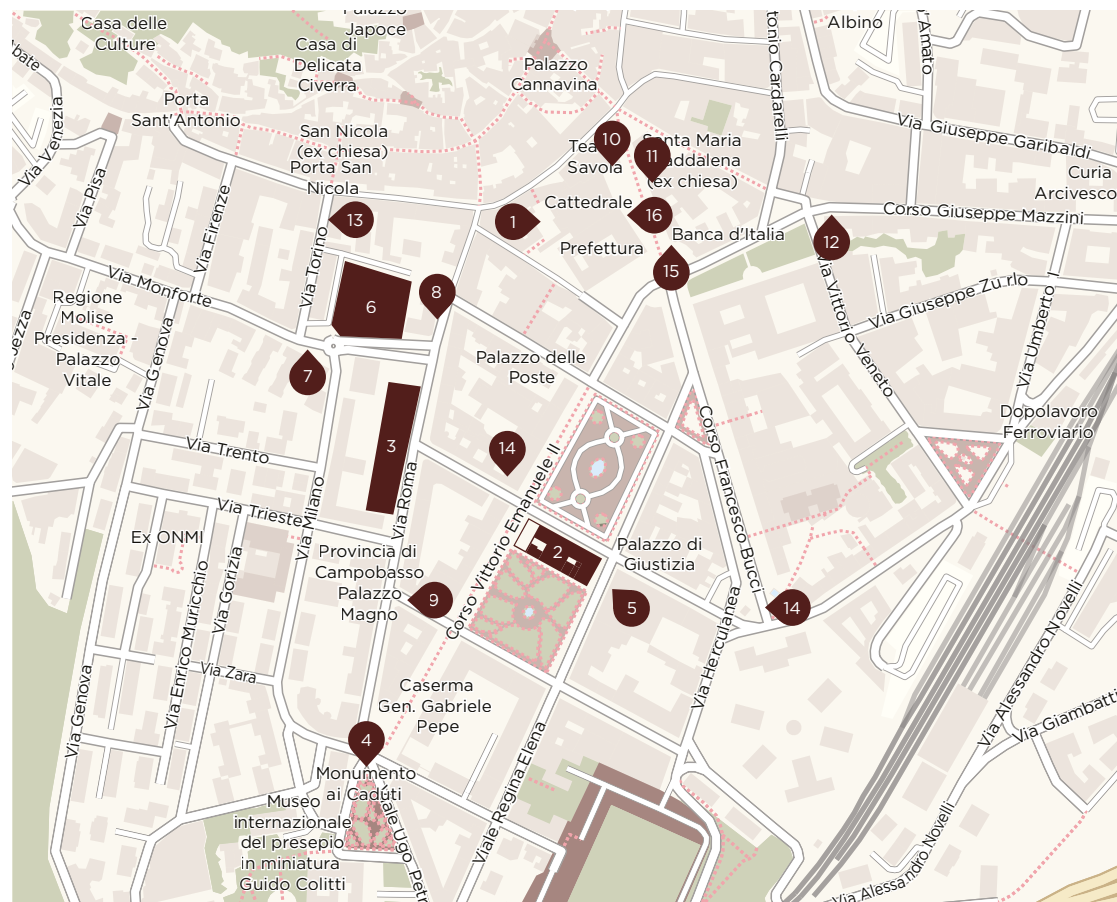 Casa delle
Culture
Palazzo
Japoce
Casa di
Delicata
Civerra
Palazzo
Cannavina
Albino
Via Venezia
Via Pisa
Porta
Sant'Antonio
San Nicola
(ex chiesa)
Porta San
Nicola
10
11
Savoia
Santa Maria
Maddalena
(ex chiesa)
Via Giuseppe Garibaldi
Curia
Via Firenze
Via Torino
13
1
Cattedrale
16
Prefettura
Banca d'Italia
12
Corso Giuseppe Mazzini
15
Via Monforte
6
8
7
Regione
Molise
Presidenza -
Palazzo
Vitale
Via Genova
Via Giuseppe Zurlo
Via Umberto I
Via Vittorio Veneto
Palazzo delle
Poste
Dopolavoro
Ferroviario
Via Trento
3
14
Via Roma
Via Milano
Via Trieste
Corso Vittorio Emanuele II
Corso Francesco Bucci
2
Palazzo di
Giustizia
5
14
Ex ONMI
Via Gorizia
Via Enrico Muricchio
Provincia di
Campobasso
Palazzo
Magno
9
Via Herculanea
Via Zara
Via Genova
Caserma
Gen. Gabriele
Pepe
4
Monumento
ai Caduti
Museo
internazionale
del presepio
in miniatura
Guido Colitti
Viale Regina Elena
Via Alessandro Novelli
Via Alessandro Novelli